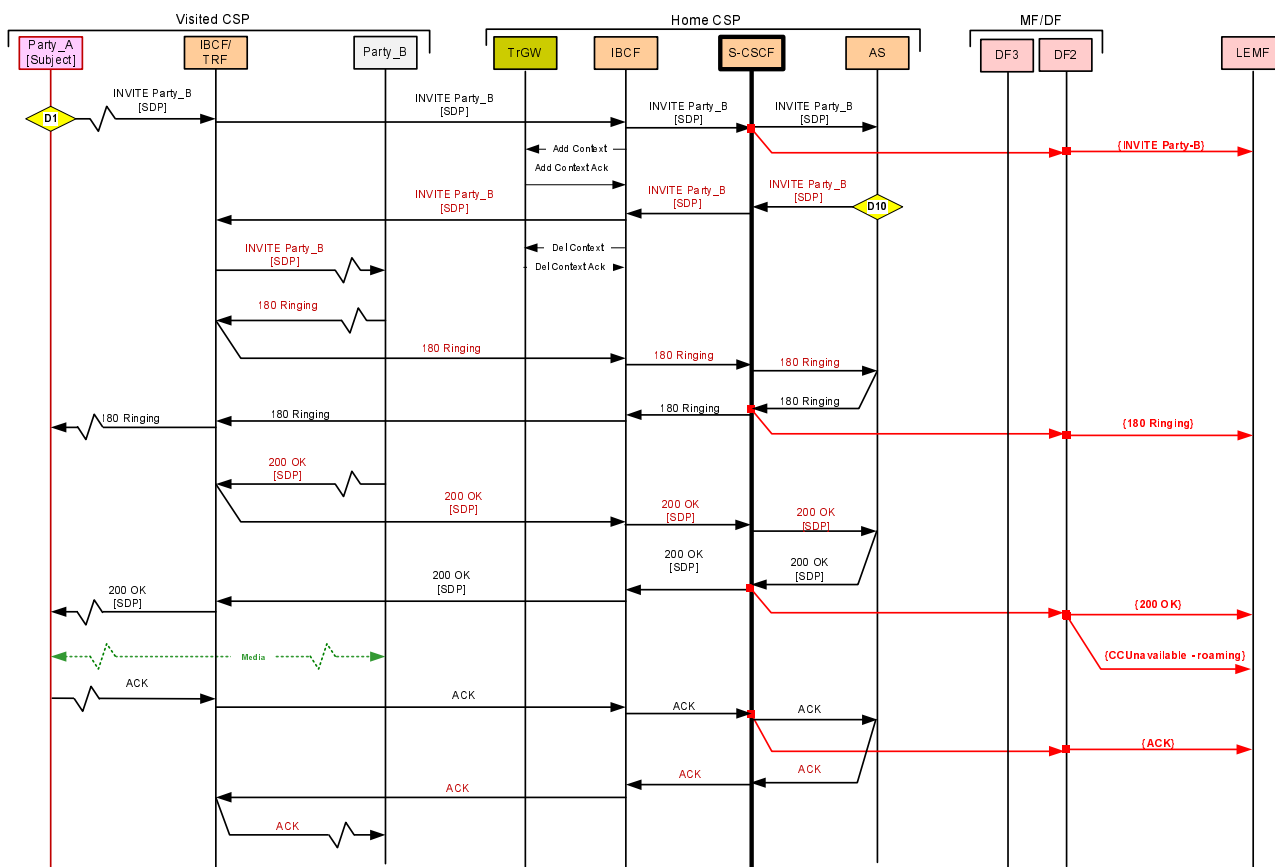 Visited CSP
Home CSP
MF/DF
Party_A
[Subject]
IBCF/
TRF
Party_B
TrGW
IBCF
S-CSCF
AS
DF3
DF2
LEMF
D1
INVITE Party_B
[SDP]
INVITE Party_B
[SDP]
INVITE Party_B
[SDP]
INVITE Party_B
[SDP]
{INVITE Party-B}
Add Context
Add Context Ack
INVITE Party_B
[SDP]
INVITE Party_B
[SDP]
INVITE Party_B
[SDP]
D10
INVITE Party_B
[SDP]
Del Context
Del Context Ack
180 Ringing
180 Ringing
180 Ringing
180 Ringing
180 Ringing
180 Ringing
180 Ringing
180 Ringing
{180 Ringing}
200 OK
[SDP]
200 OK
[SDP]
200 OK
[SDP]
200 OK
[SDP]
200 OK
[SDP]
200 OK
[SDP]
200 OK
[SDP]
200 OK
[SDP]
{200 OK}
Media
{CCUnavailable - roaming}
ACK
ACK
ACK
ACK
{ACK}
ACK
ACK
ACK
ACK